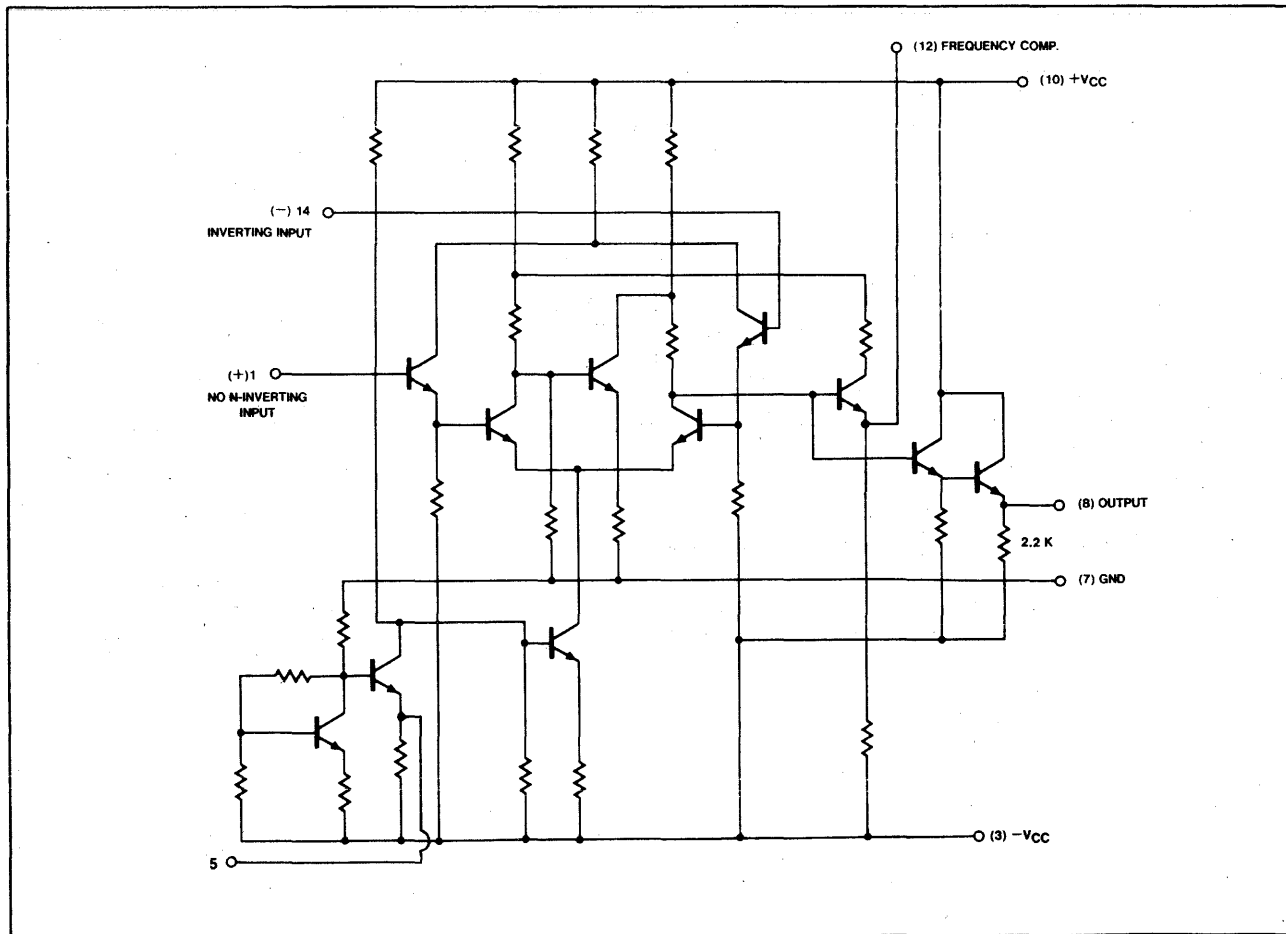 (12) FREQUENCY COMP.
(10) +VCC
(−) 14
INVERTING INPUT
(+)1
NO N-INVERTING
INPUT
(8) OUTPUT
2.2 K
(7) GND
(3) −VCC
5